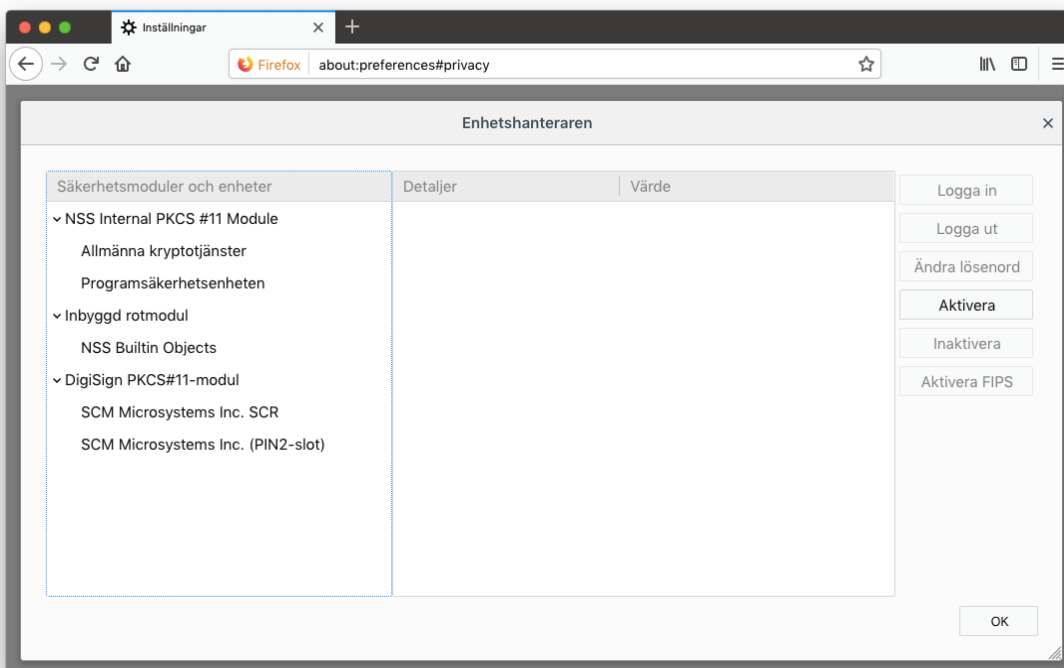 Inställningar
Firefox about:preferences#privacy
Enhetshanteraren
Säkerhetsmoduler och enheter Detaljer Värde
NSS Internal PKCS #11 Module
Allmänna kryptotjänster
Programsäkerhetsenheten
Inbyggd rotmodul
NSS Builtin Objects
DigiSign PKCS#11-modul
SCM Microsystems Inc. SCR
SCM Microsystems Inc. (PIN2-slot)
Logga in
Logga ut
Ändra lösenord
Aktivera
Inaktivera
Aktivera FIPS
OK